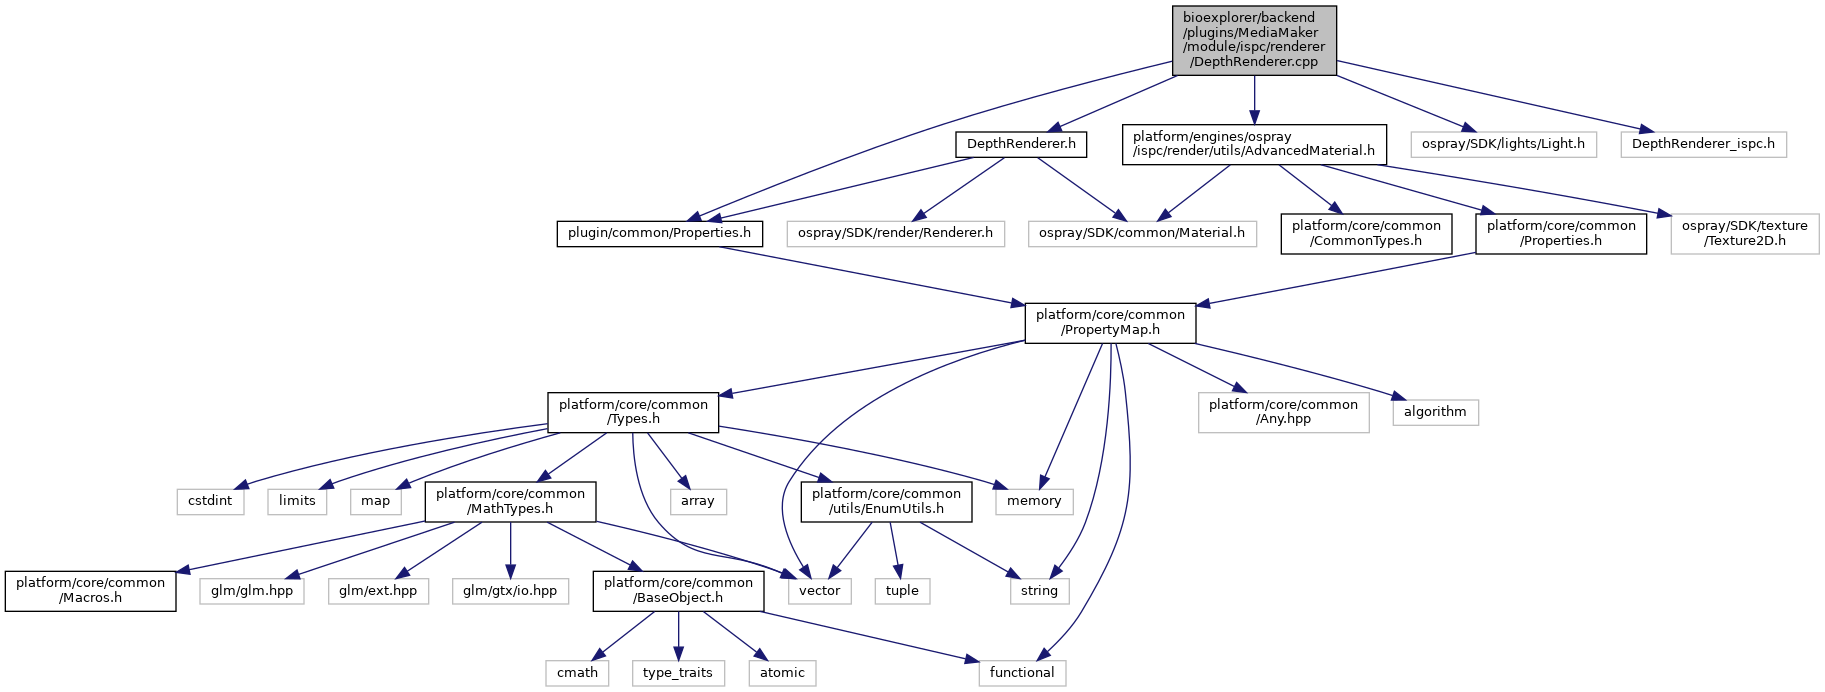 bioexplorer/backend
/plugins/MediaMaker
/module/ispc/renderer
/DepthRenderer.cpp
DepthRenderer.h
platform/engines/ospray
/ispc/render/utils/AdvancedMaterial.h
ospray/SDK/lights/Light.h
DepthRenderer_ispc.h
plugin/common/Properties.h
ospray/SDK/render/Renderer.h
ospray/SDK/common/Material.h
platform/core/common
/CommonTypes.h
platform/core/common
/Properties.h
ospray/SDK/texture
/Texture2D.h
platform/core/common
/PropertyMap.h
platform/core/common
/Types.h
platform/core/common
/Any.hpp
algorithm
cstdint
limits
map
platform/core/common
/MathTypes.h
array
platform/core/common
/utils/EnumUtils.h
memory
platform/core/common
/Macros.h
glm/glm.hpp
glm/ext.hpp
glm/gtx/io.hpp
platform/core/common
/BaseObject.h
vector
tuple
string
cmath
type_traits
atomic
functional